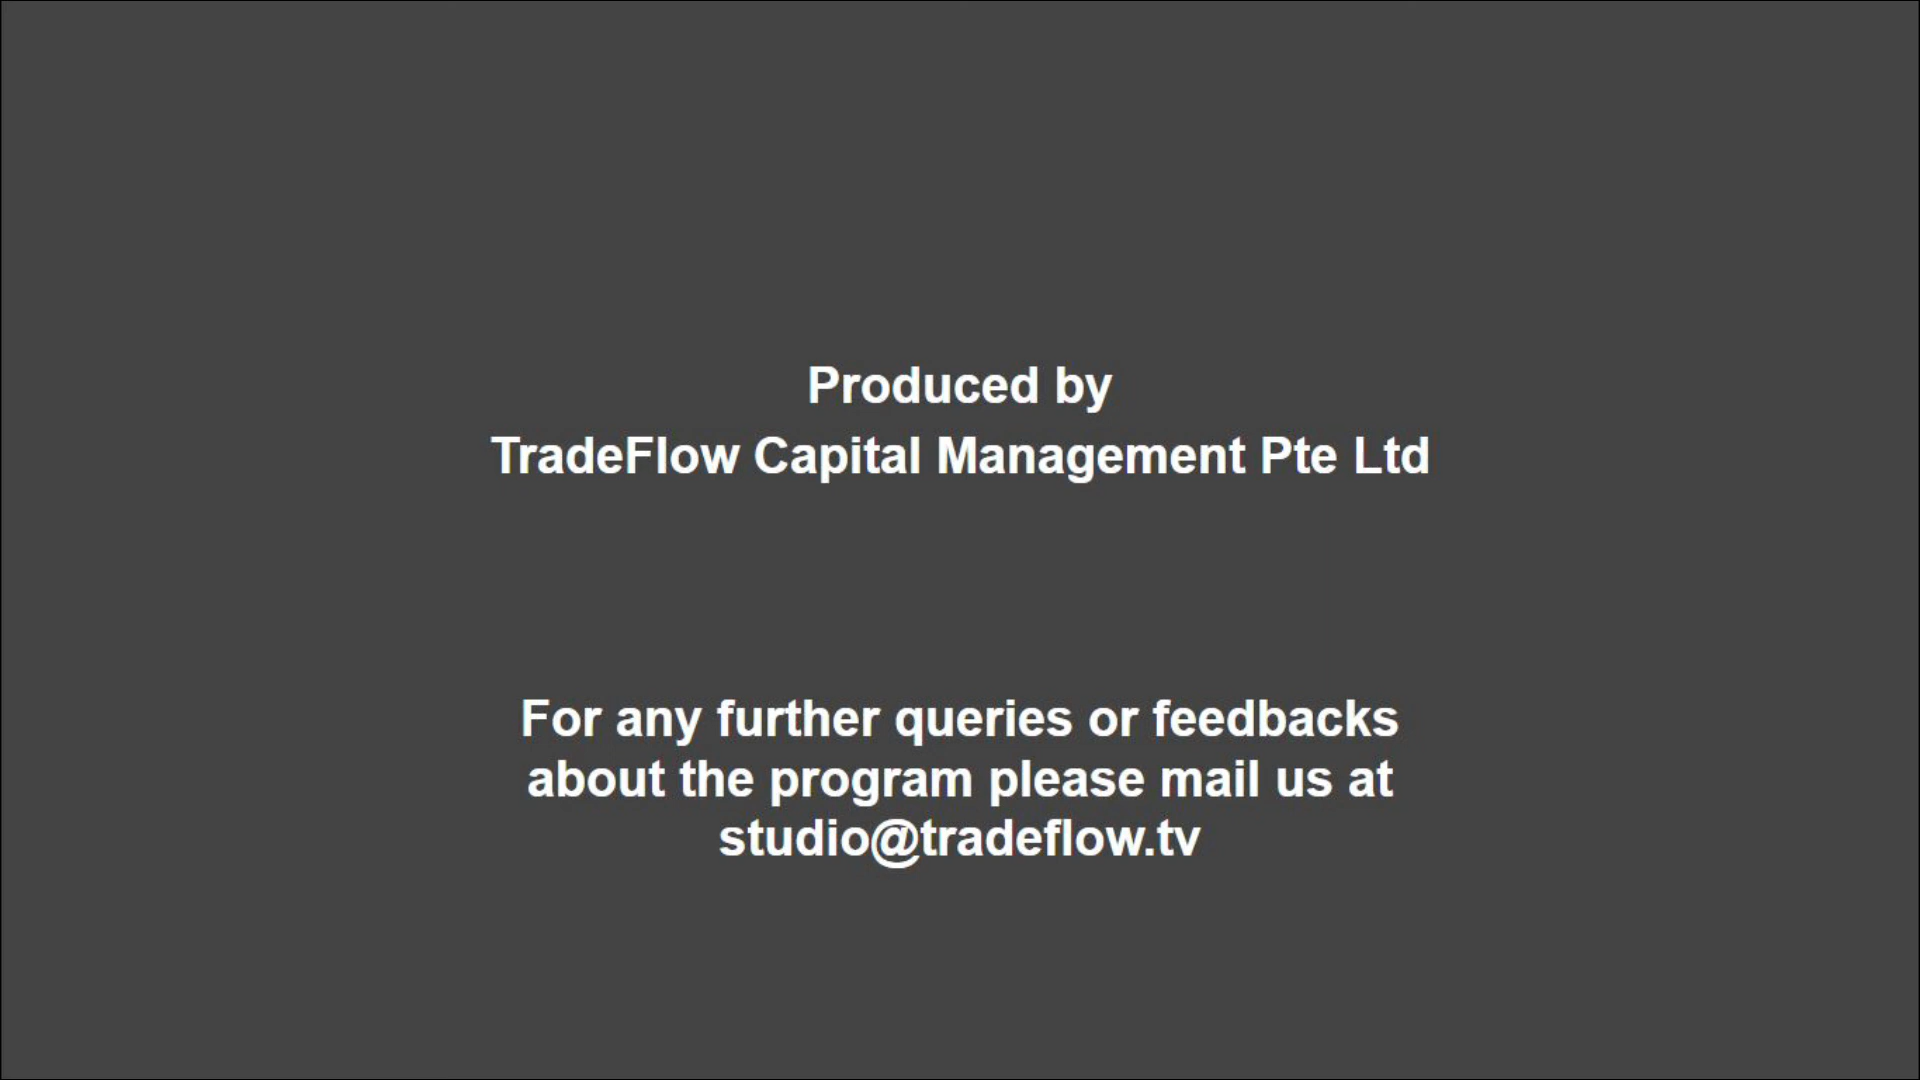 Produced by
TradeFlow Capital Management Pte Ltd
For any further queries or feedbacks
about the program please mail us at
studio@tradeflow.tv